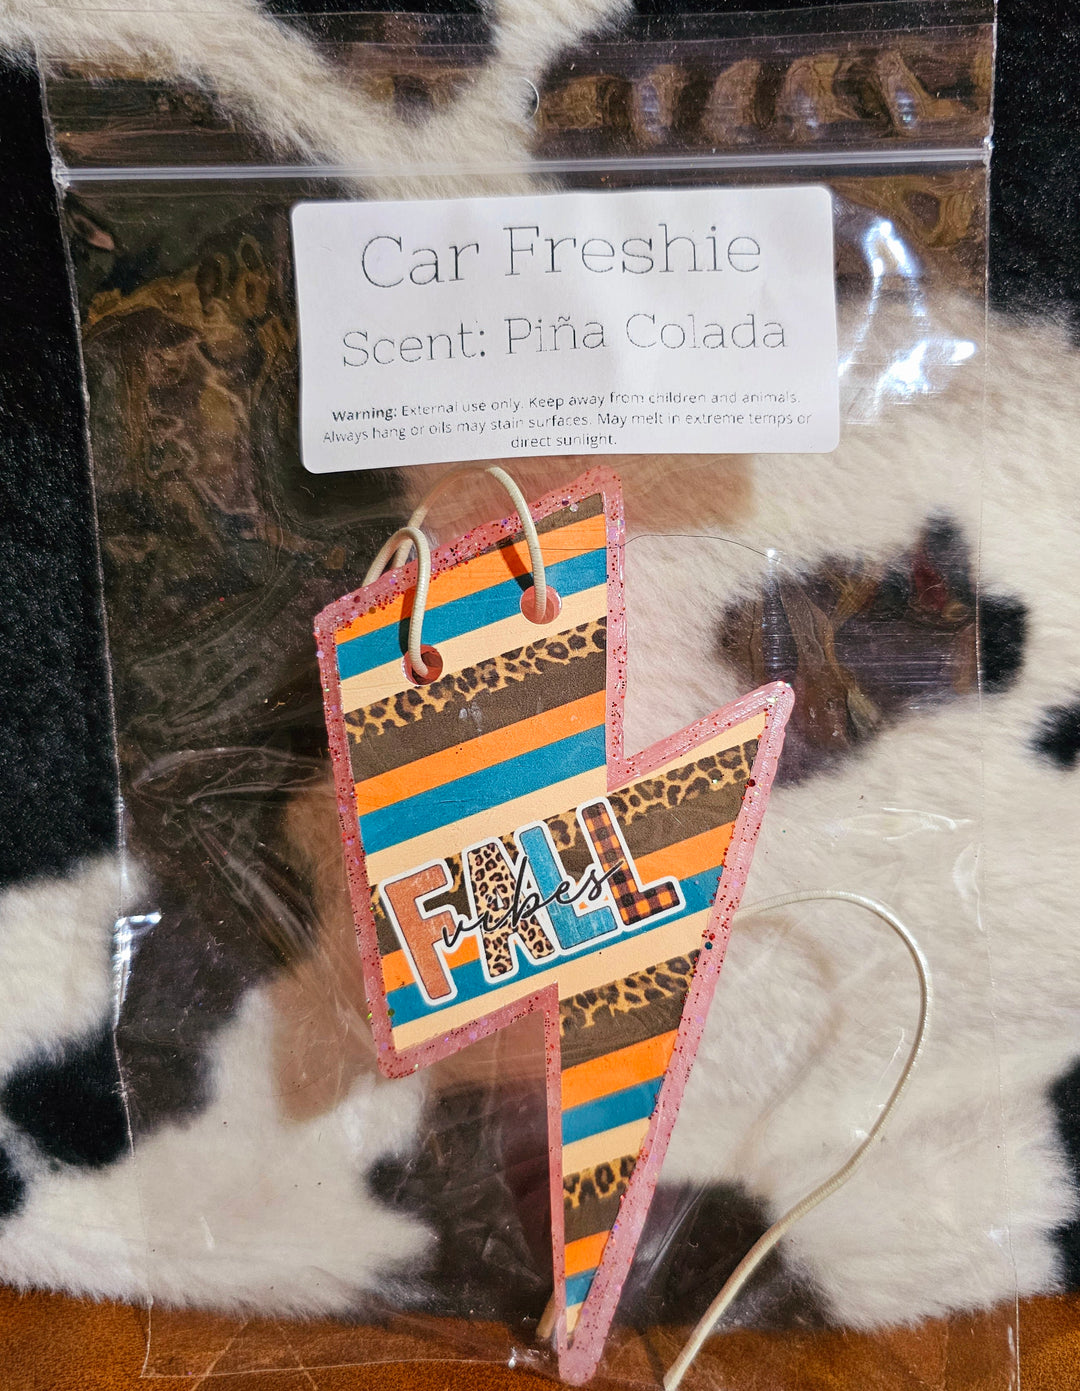 Car Freshie
Scent: Piña Colada
Warning: External use only. Keep away from children and animals.
Always hang or oils may stain surfaces. May melt in extreme temps or
direct sunlight.
FALL
vibes